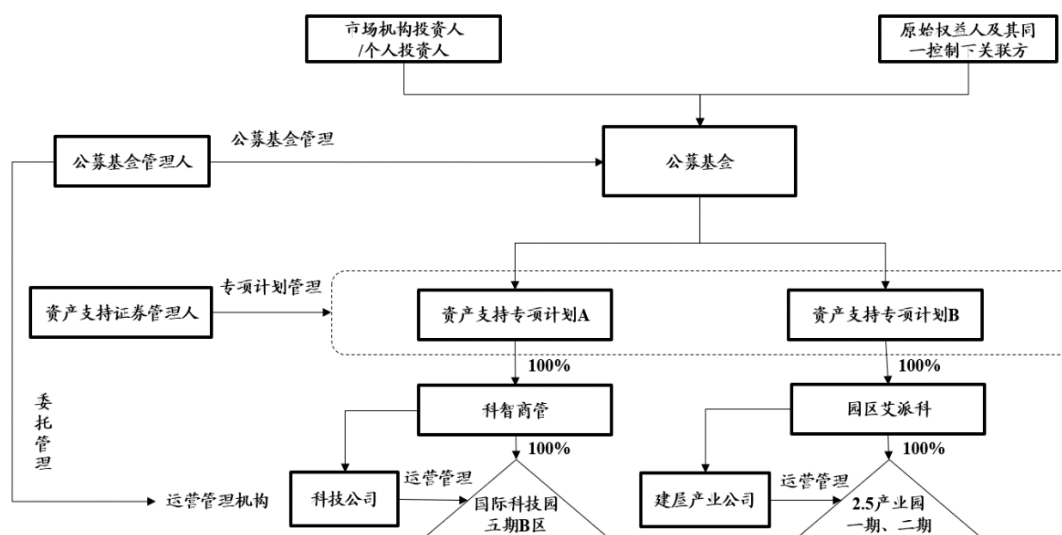 市场机构投资人
/个人投资人
原始权益人及其同
一控制下关联方
公募基金管理人
公募基金管理
公募基金
专项计划管理
资产支持证券管理人
资产支持专项计划A
资产支持专项计划B
100%
100%
科智商管
园区艾派科
委托管理
100%
100%
运营管理机构
科技公司
运营管理
国际科技园
五期B区
建屋产业公司
运营管理
2.5产业园
一期、二期